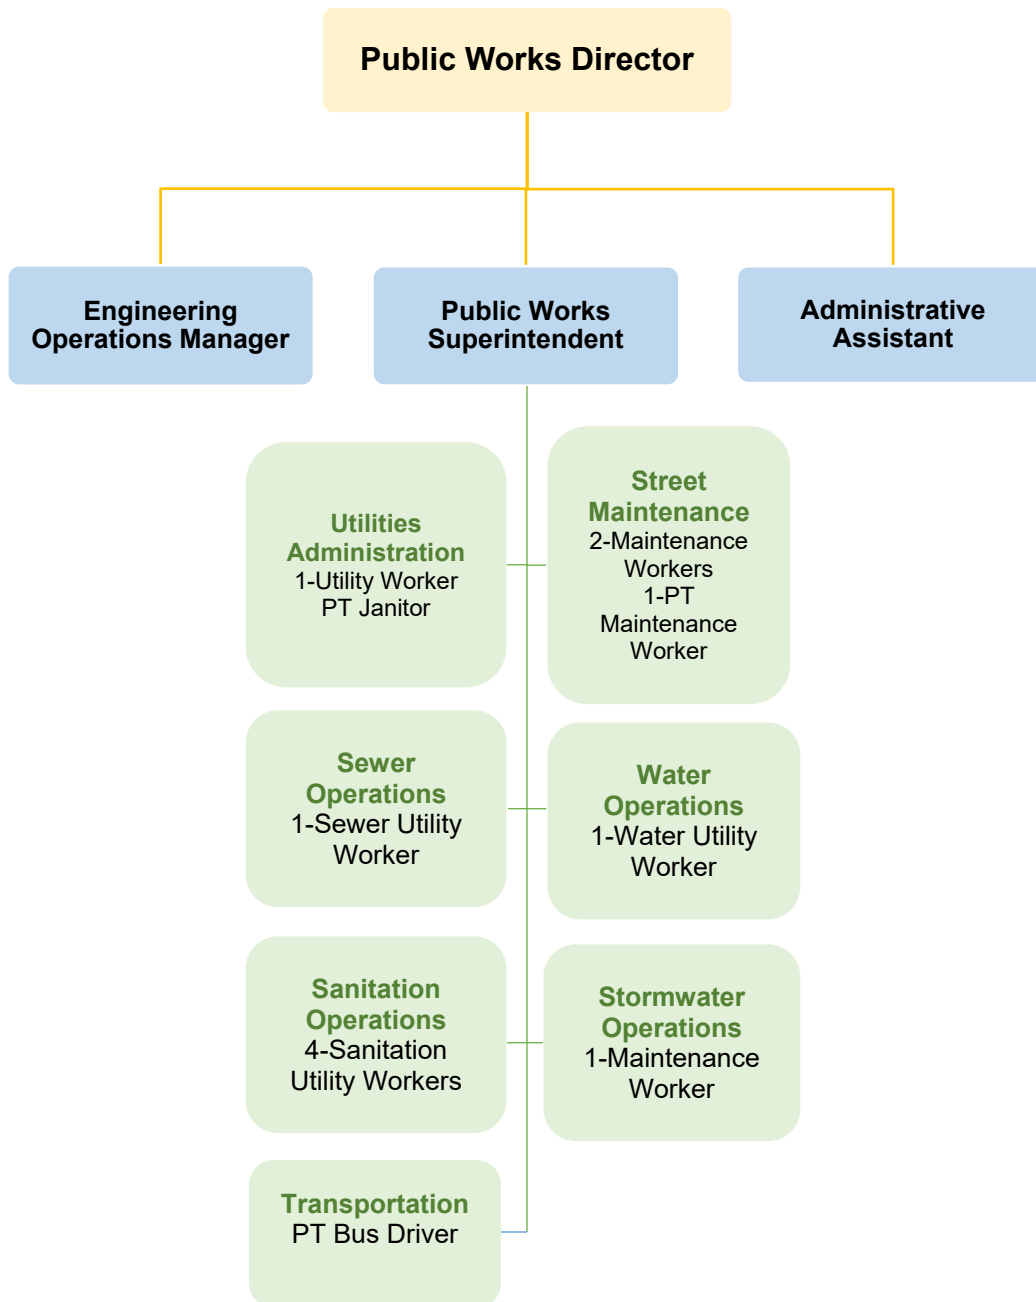 Public Works Director
Engineering
Operations Manager
Public Works
Superintendent
Administrative
Assistant
Utilities
Administration
1-Utility Worker
PT Janitor
Street
Maintenance
2-Maintenance
Workers
1-PT
Maintenance
Worker
Sewer
Operations
1-Sewer Utility
Worker
Water
Operations
1-Water Utility
Worker
Sanitation
Operations
4-Sanitation
Utility Workers
Stormwater
Operations
1-Maintenance
Worker
Transportation
PT Bus Driver